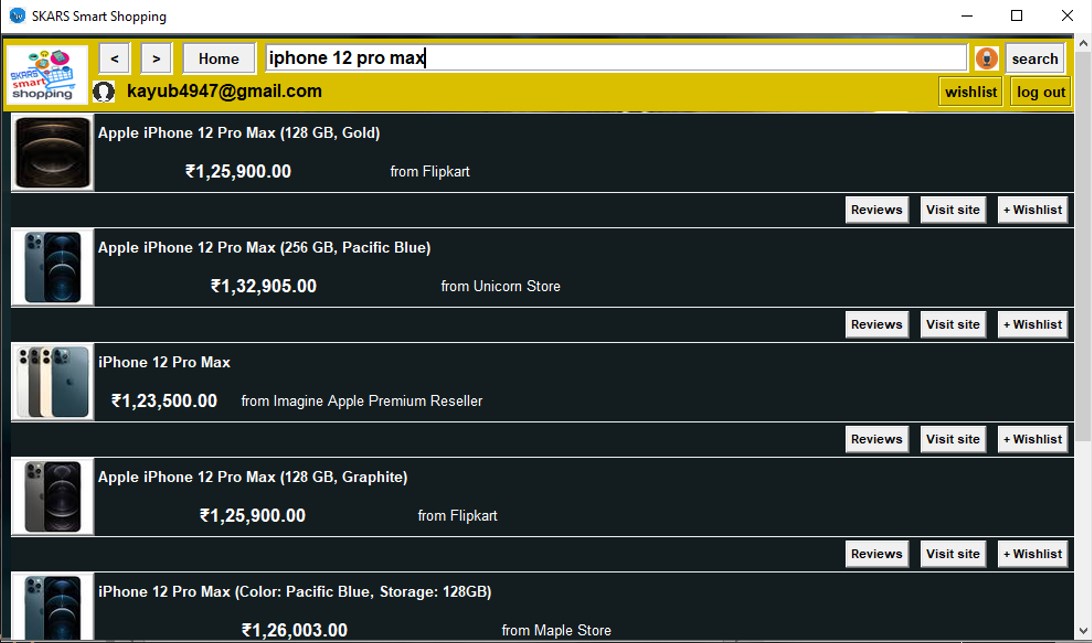 SKARS Smart Shopping
< > Home iphone 12 pro max search
SKARS
smart
shopping
kayub4947@gmail.com wishlist log out
Apple iPhone 12 Pro Max (128 GB, Gold)
₹1,25,900.00 from Flipkart
Reviews Visit site + Wishlist
Apple iPhone 12 Pro Max (256 GB, Pacific Blue)
₹1,32,905.00 from Unicorn Store
Reviews Visit site + Wishlist
iPhone 12 Pro Max
₹1,23,500.00 from Imagine Apple Premium Reseller
Reviews Visit site + Wishlist
Apple iPhone 12 Pro Max (128 GB, Graphite)
₹1,25,900.00 from Flipkart
Reviews Visit site + Wishlist
iPhone 12 Pro Max (Color: Pacific Blue, Storage: 128GB)
₹1,26,003.00 from Maple Store